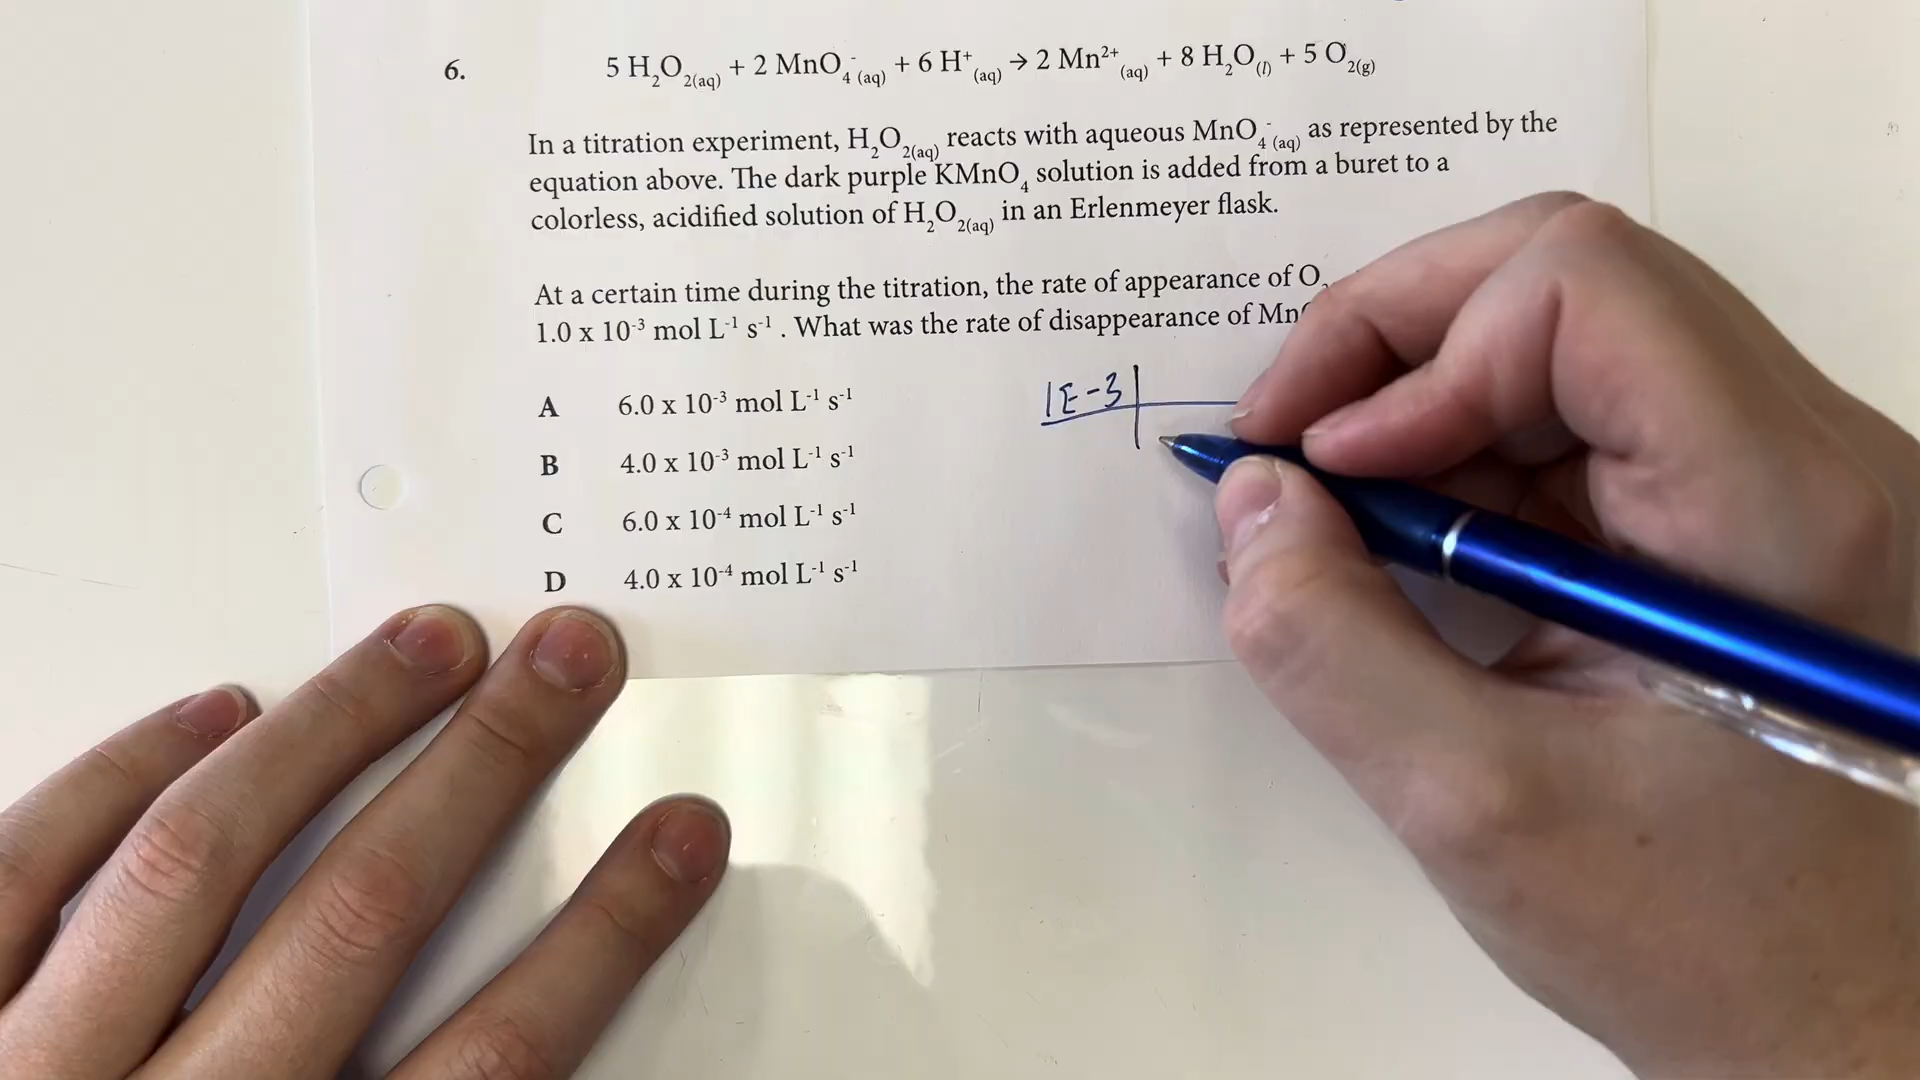 6.
5 H₂O₂(aq) + 2 MnO₄⁻(aq) + 6 H⁺(aq) → 2 Mn²⁺(aq) + 8 H₂O(l) + 5 O₂(g)
In a titration experiment, H₂O₂(aq) reacts with aqueous MnO₄⁻(aq) as represented by the
equation above. The dark purple KMnO₄ solution is added from a buret to a
colorless, acidified solution of H₂O₂(aq) in an Erlenmeyer flask.
At a certain time during the titration, the rate of appearance of O
1.0 x 10⁻³ mol L⁻¹ s⁻¹ . What was the rate of disappearance of
1E-3
A 6.0 x 10⁻³ mol L⁻¹ s⁻¹
B 4.0 x 10⁻³ mol L⁻¹ s⁻¹
C 6.0 x 10⁻⁴ mol L⁻¹ s⁻¹
D 4.0 x 10⁻⁴ mol L⁻¹ s⁻¹